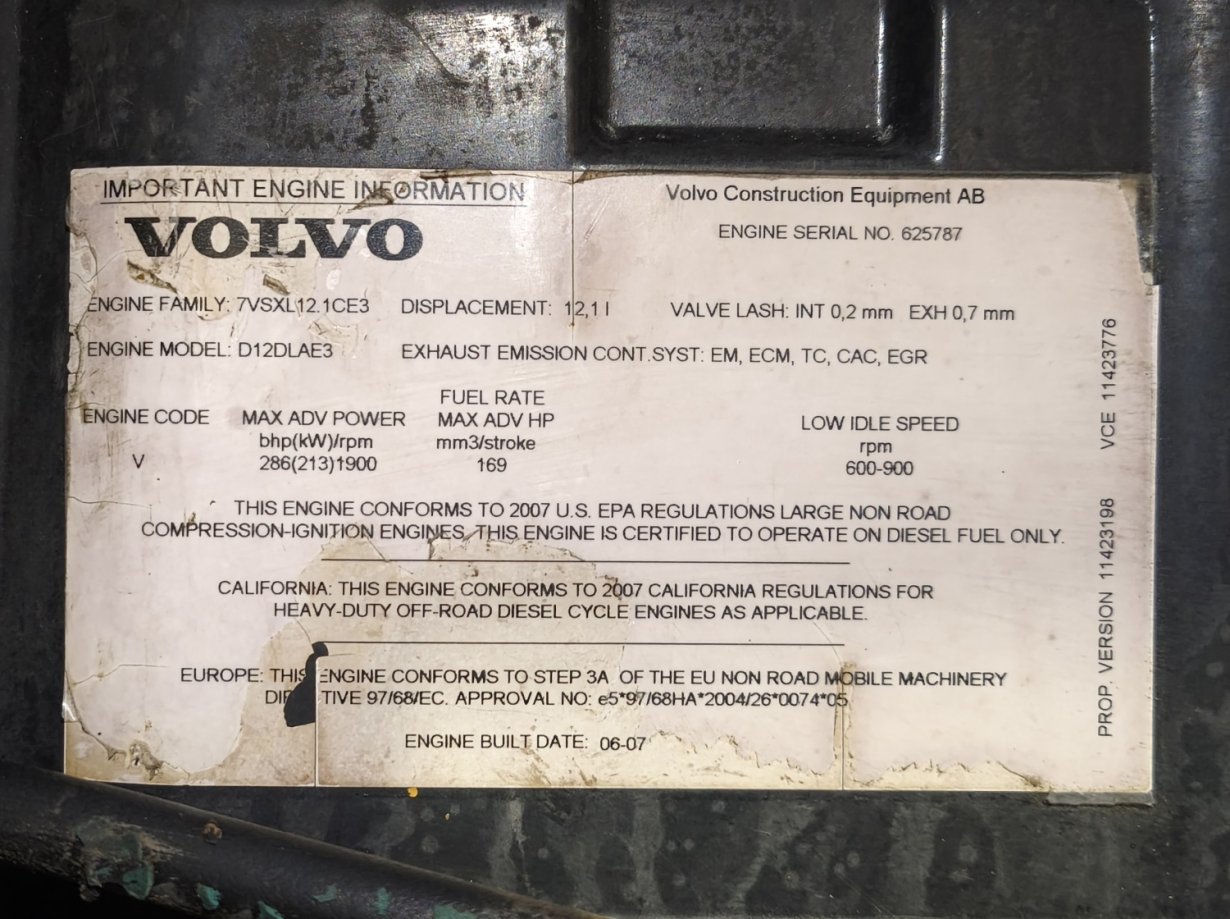 IMPORTANT ENGINE INFORMATION
VOLVO
Volvo Construction Equipment AB
ENGINE SERIAL NO. 625787
ENGINE FAMILY: 7VSXL12.1CE3 DISPLACEMENT: 12,1 l VALVE LASH: INT 0,2 mm EXH 0,7 mm
ENGINE MODEL: D12DLAE3 EXHAUST EMISSION CONT.SYST: EM, ECM, TC, CAC, EGR
FUEL RATE
ENGINE CODE MAX ADV POWER MAX ADV HP LOW IDLE SPEED
bhp(kW)/rpm mm3/stroke rpm
V 286(213)1900 169 600-900
THIS ENGINE CONFORMS TO 2007 U.S. EPA REGULATIONS LARGE NON ROAD
COMPRESSION-IGNITION ENGINES. THIS ENGINE IS CERTIFIED TO OPERATE ON DIESEL FUEL ONLY.
CALIFORNIA: THIS ENGINE CONFORMS TO 2007 CALIFORNIA REGULATIONS FOR
HEAVY-DUTY OFF-ROAD DIESEL CYCLE ENGINES AS APPLICABLE.
EUROPE: THIS ENGINE CONFORMS TO STEP 3A OF THE EU NON ROAD MOBILE MACHINERY
97/68/EC. APPROVAL NO: e5*97/68HA*2004/26*0074*05
ENGINE BUILT DATE: 06-07
PROP. VERSION 11423198 VCE 11423776